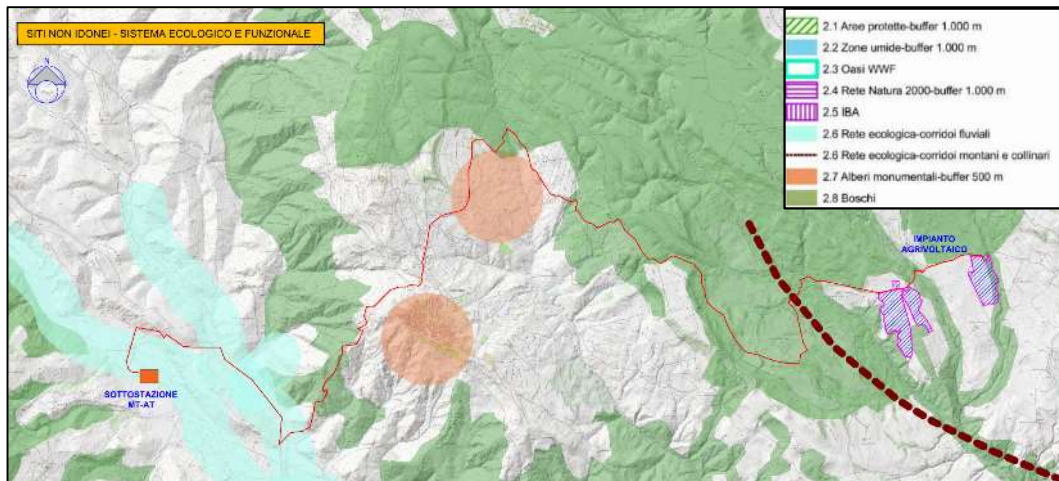 SITI NON IDONEI - SISTEMA ECOLOGICO E FUNZIONALE
N
2.1 Aree protette-buffer 1.000 m
2.2 Zone umide-buffer 1.000 m
2.3 Oasi WWF
2.4 Rete Natura 2000-buffer 1.000 m
2.5 IBA
2.6 Rete ecologica-corridoi fluviali
2.6 Rete ecologica-corridoi montani e collinari
2.7 Alberi monumentali-buffer 500 m
2.8 Boschi
IMPIANTO
AGRIVOLTAICO
SOTTOSTAZIONE
MT-AT